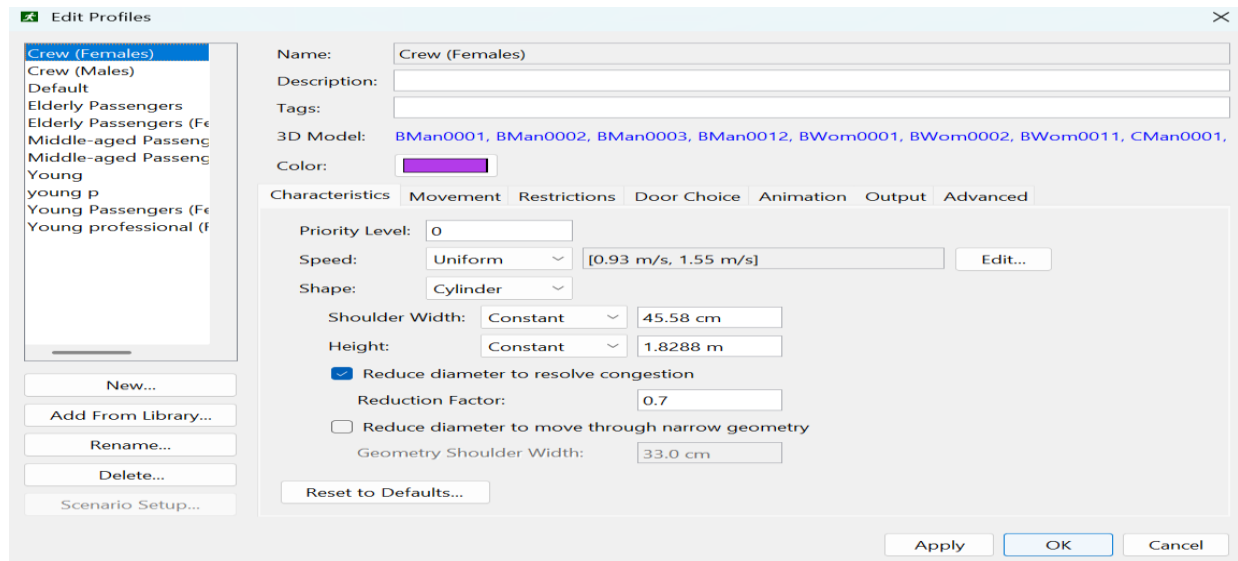 Edit Profiles
Crew (Females)
Crew (Males)
Default
Elderly Passengers
Elderly Passengers (Fe
Middle-aged Passeng
Middle-aged Passeng
Young
young p
Young Passengers (Fe
Young professional (F
New...
Add From Library...
Rename...
Delete...
Scenario Setup...
Name: Crew (Females)
Description:
Tags:
3D Model: BMan0001, BMan0002, BMan0003, BMan0012, BWom0001, BWom0002, BWom0011, CMan0001,
Color:
Characteristics Movement Restrictions Door Choice Animation Output Advanced
Priority Level: 0
Speed: Uniform [0.93 m/s, 1.55 m/s] Edit...
Shape: Cylinder
Shoulder Width: Constant 45.58 cm
Height: Constant 1.8288 m
Reduce diameter to resolve congestion
Reduction Factor: 0.7
Reduce diameter to move through narrow geometry
Geometry Shoulder Width: 33.0 cm
Reset to Defaults...
Apply OK Cancel